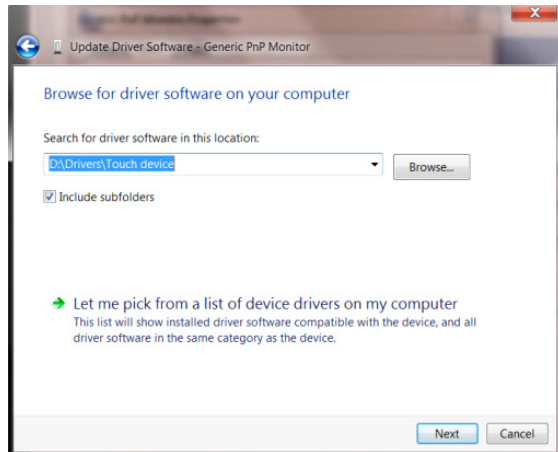 Update Driver Software - Generic PnP Monitor
Browse for driver software on your computer
Search for driver software in this location:
D:\Drivers\Touch device
Browse...
Include subfolders
Let me pick from a list of device drivers on my computer
This list will show installed driver software compatible with the device, and all
driver software in the same category as the device.
Next
Cancel